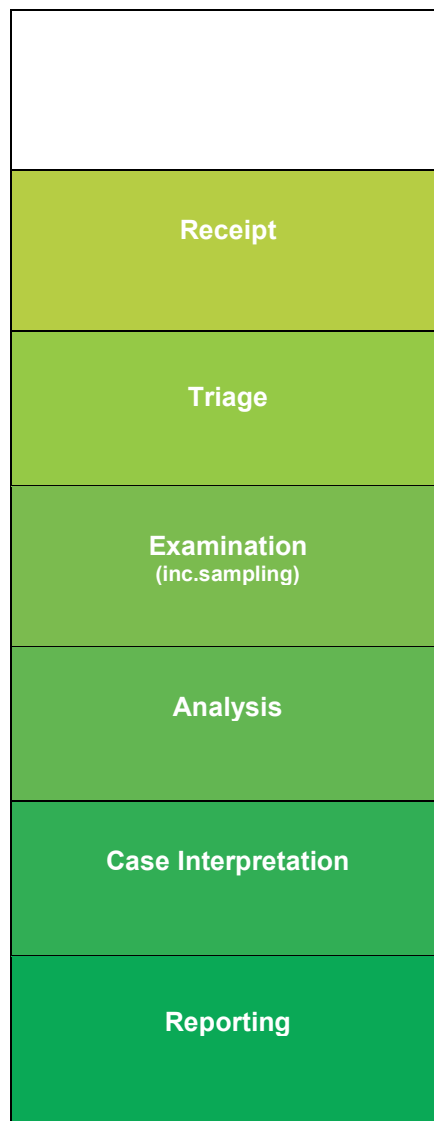 Receipt
Triage
Examination
(inc.sampling)
Analysis
Case Interpretation
Reporting